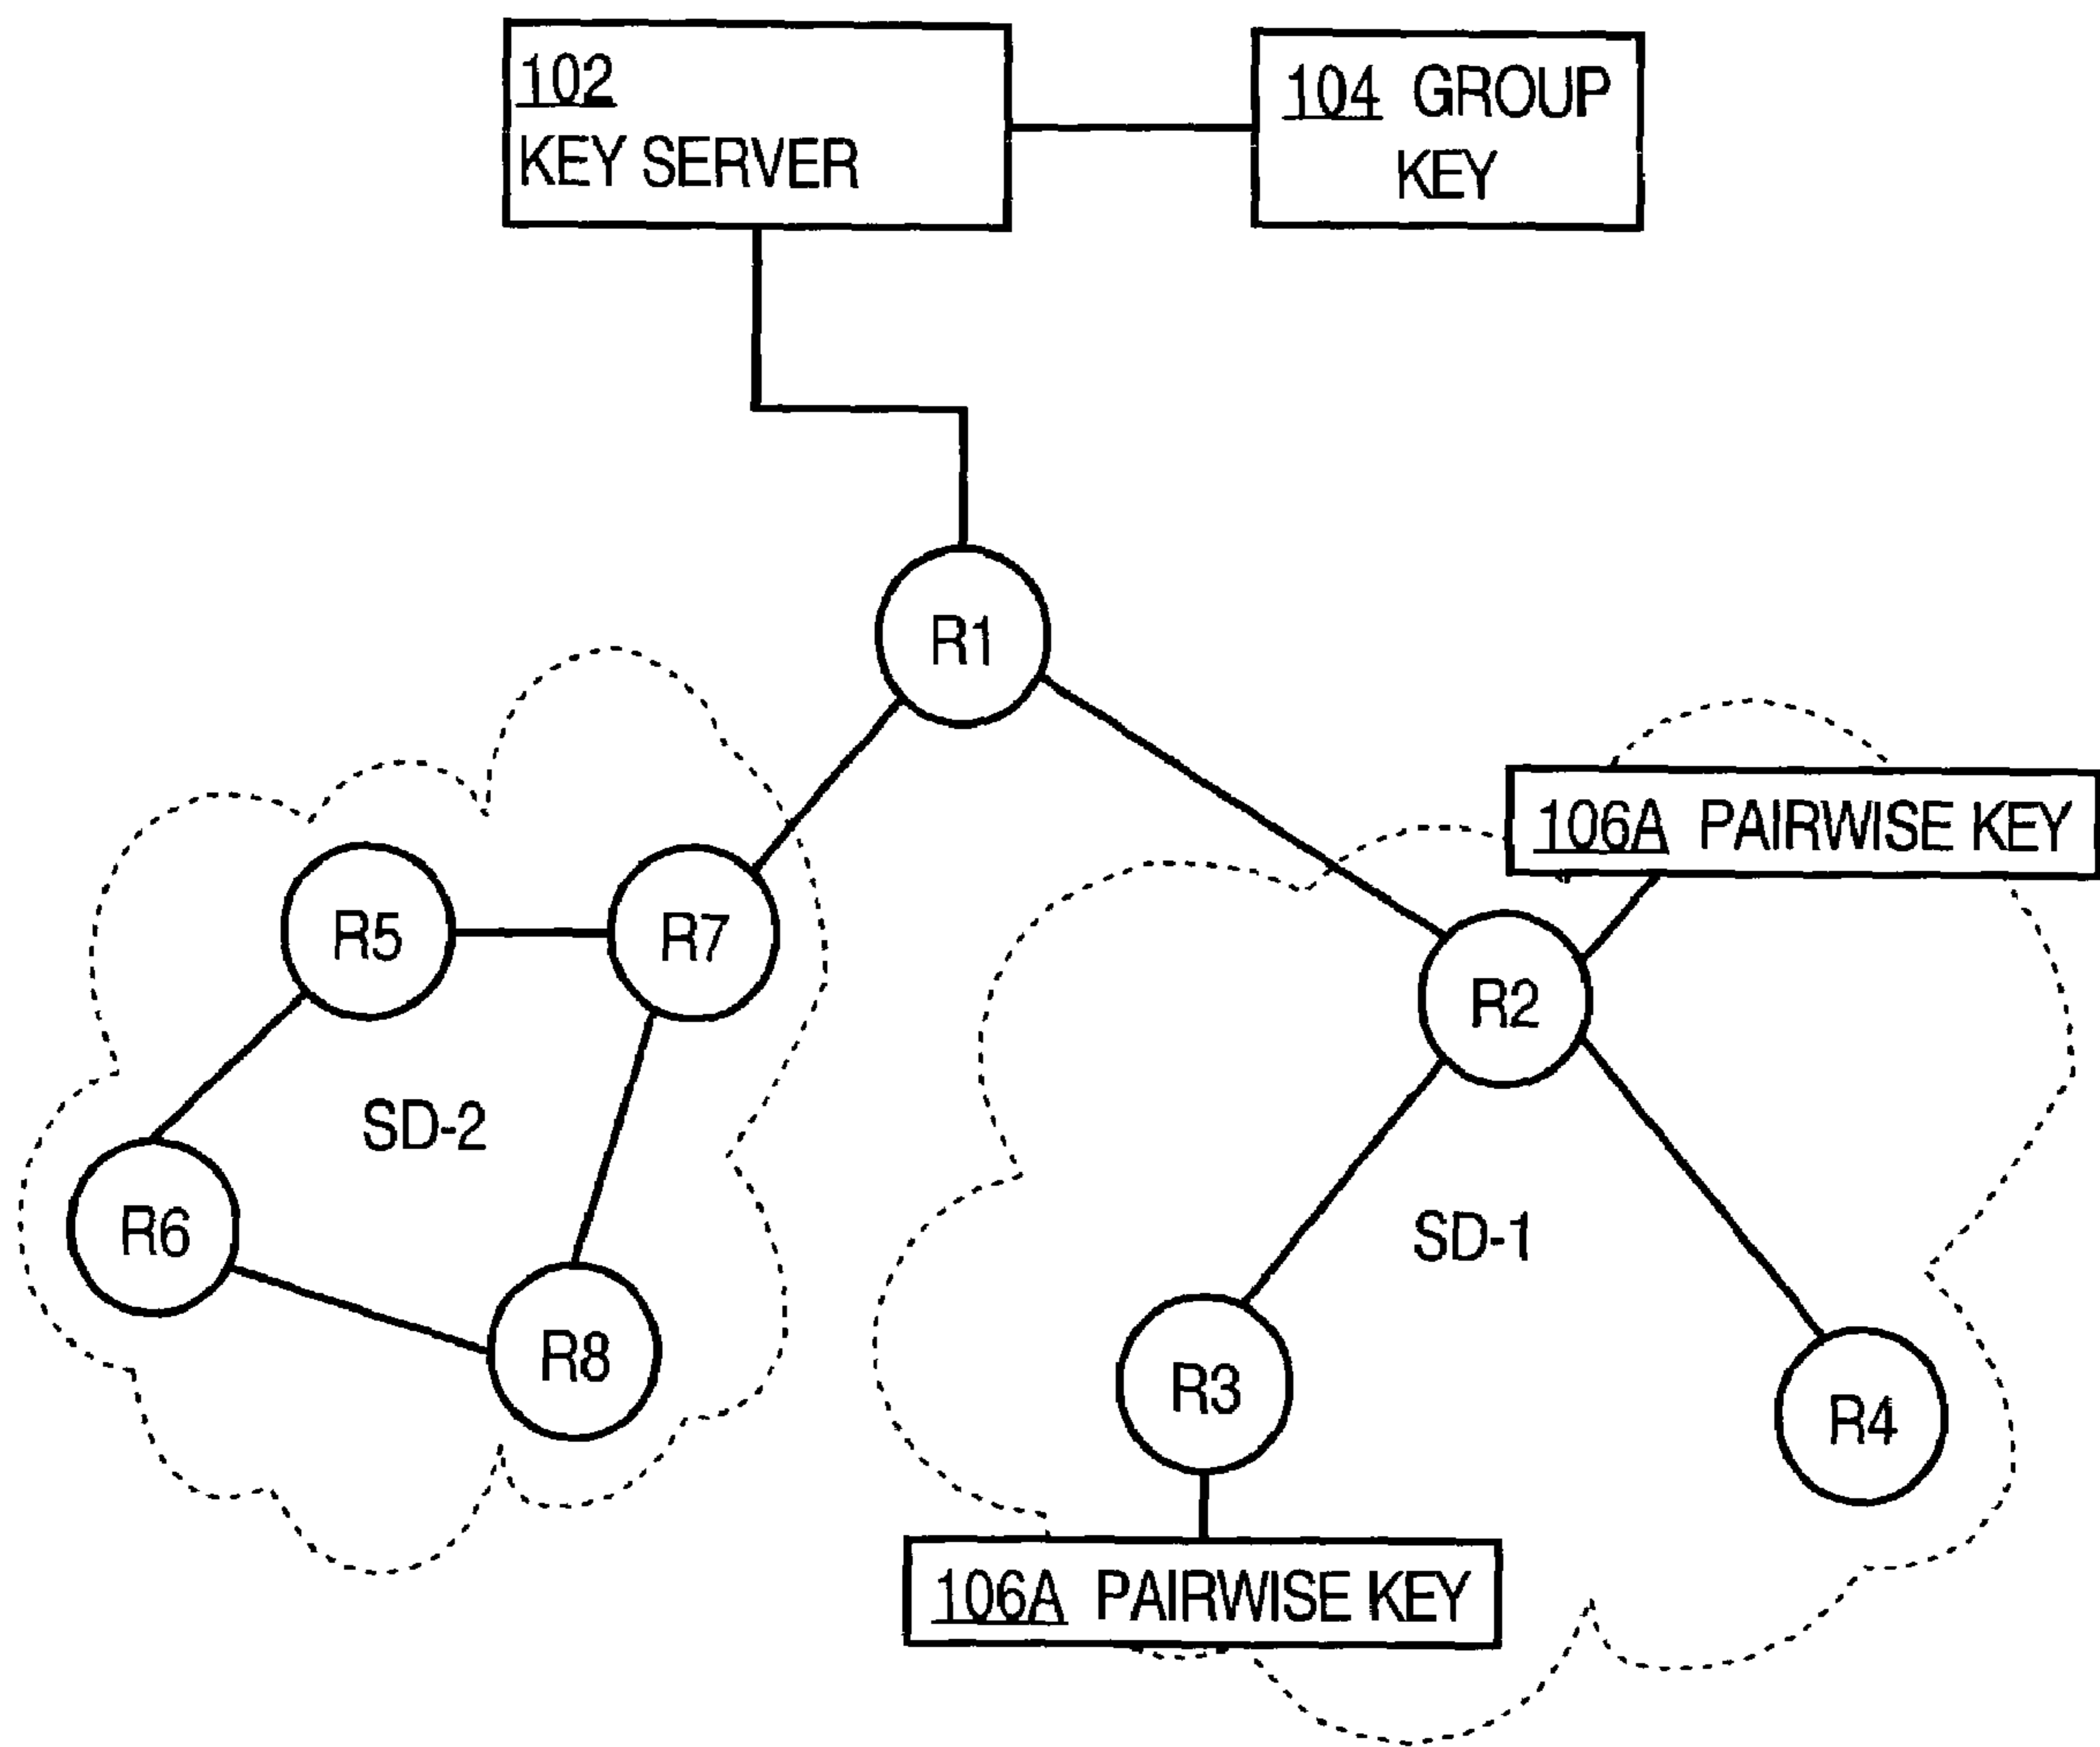 102
KEY SERVER
104 GROUP
KEY
R1
106A PAIRWISE KEY
R5
R7
R2
SD-2
R6
SD-1
R8
R3
R4
106A PAIRWISE KEY